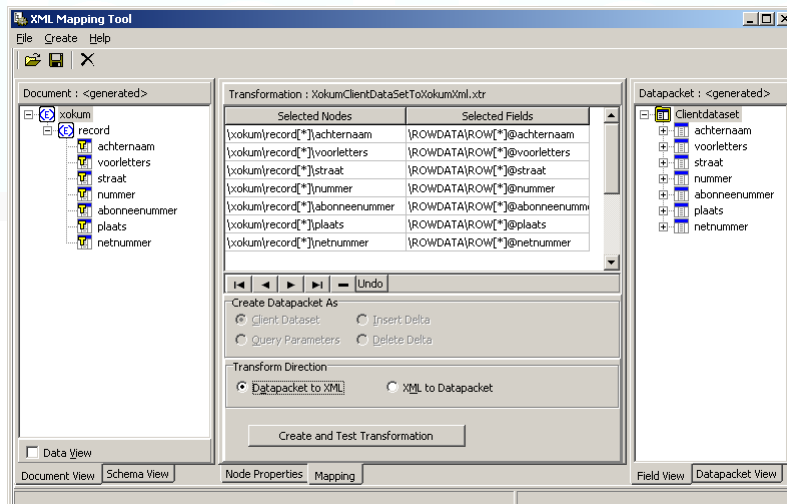 XML Mapping Tool
File Create Help
Document : <generated>
xokum
record
achternaam
voorletters
straat
nummer
abonneenummer
plaats
netnummer
Data View
Document View Schema View
Transformation : XokumClientDataSetToXokumXml.xtr
Selected Nodes Selected Fields
\xokum\record[*]\achternaam \ROWDATA\ROW[*]@achternaam
\xokum\record[*]\voorletters \ROWDATA\ROW[*]@voorletters
\xokum\record[*]\straat \ROWDATA\ROW[*]@straat
\xokum\record[*]\nummer \ROWDATA\ROW[*]@nummer
\xokum\record[*]\abonneenummer \ROWDATA\ROW[*]@abonneenumm
\xokum\record[*]\plaats \ROWDATA\ROW[*]@plaats
\xokum\record[*]\netnummer \ROWDATA\ROW[*]@netnummer
Undo
Create Datapacket As
Client Dataset Insert Delta
Query Parameters Delete Delta
Transform Direction
Datapacket to XML XML to Datapacket
Create and Test Transformation
Node Properties Mapping
Datapacket : <generated>
Clientdataset
achternaam
voorletters
straat
nummer
abonneenummer
plaats
netnummer
Field View Datapacket View